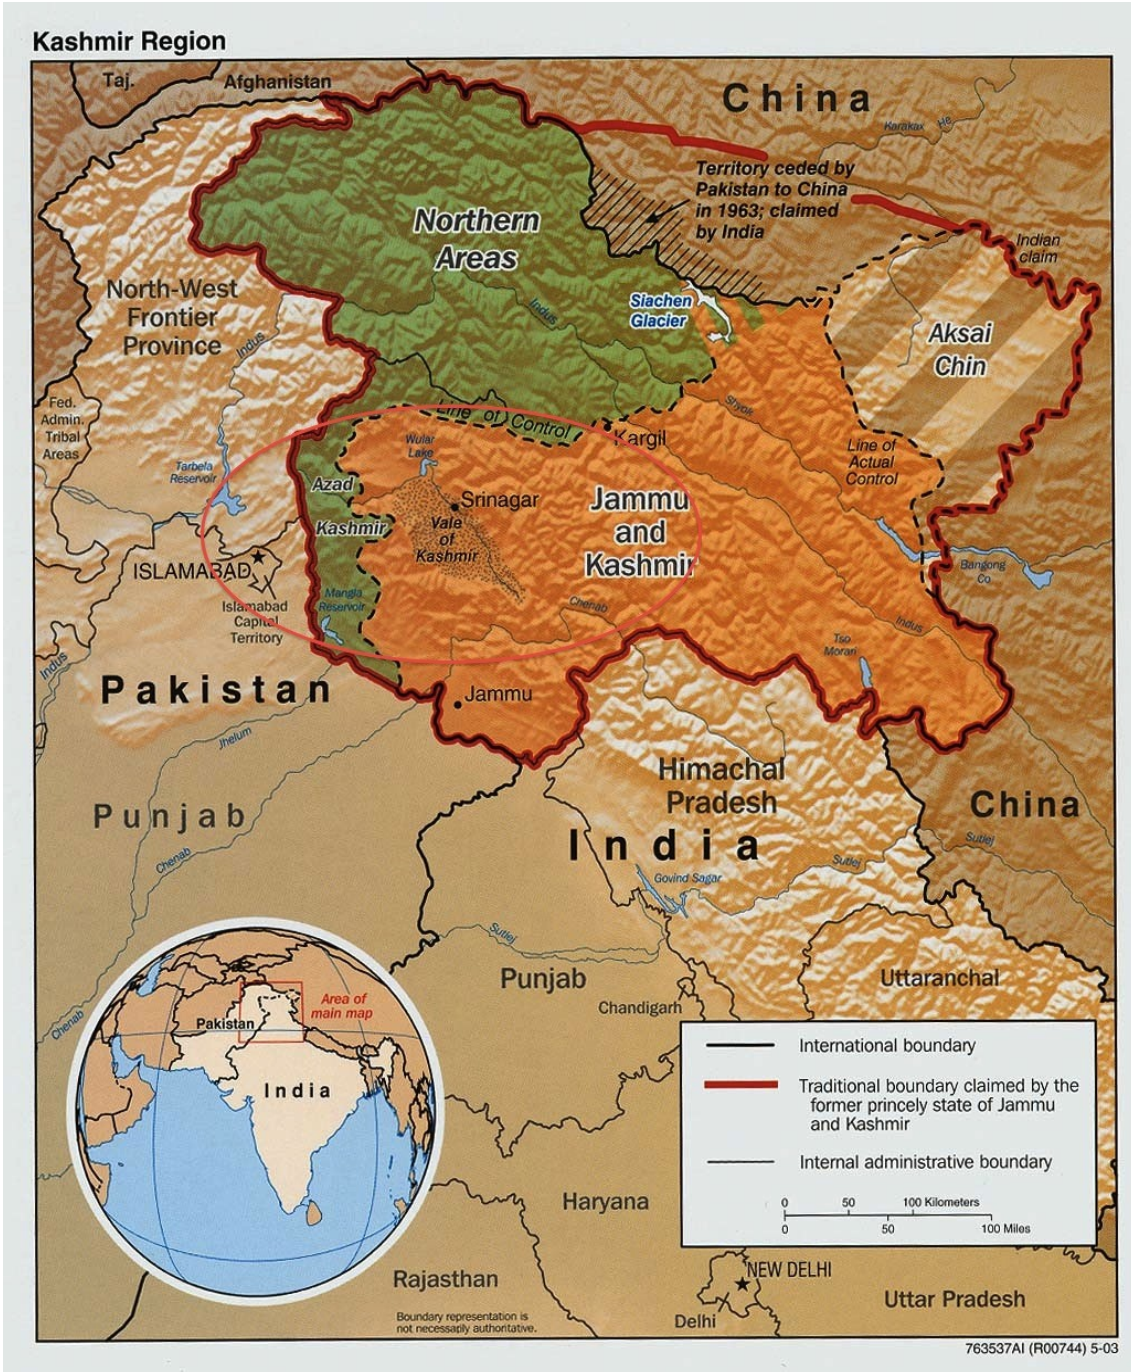 Kashmir Region
Taj.
Afghanistan
China
Karakax He
Territory ceded by
Pakistan to China
in 1963; claimed
by India
Indian
claim
Northern
Areas
Siachen
Glacier
Indus
Aksai
Chin
North-West
Frontier
Province
Indus
Fed.
Admin.
Tribal
Areas
Line of Control
Shyok
Kargil
Line of
Actual
Control
Wular
Lake
Tarbela
Reservoir
Azad
Kashmir
Srinagar
Vale
of
Kashmir
Jammu
and
Kashmir
ISLAMABAD
Islamabad
Capital
Territory
Mangla
Reservoir
Chenab
Bangong
Co
Indus
Tso
Morari
Indus
Pakistan
Jammu
Jhelum
Himachal
Pradesh
China
Punjab
India
Chenab
Sutlej
Sutlej
Govind Sagar
Sutlej
Punjab
Uttaranchal
Chandigarh
Area of
main map
Pakistan
India
Chenab
International boundary
Traditional boundary claimed by the
former princely state of Jammu
and Kashmir
Internal administrative boundary
0 50 100 Kilometers
0 50 100 Miles
Haryana
Rajasthan
NEW DELHI
Delhi
Uttar Pradesh
Boundary representation is
not necessarily authoritative.
763537AI (R00744) 5-03